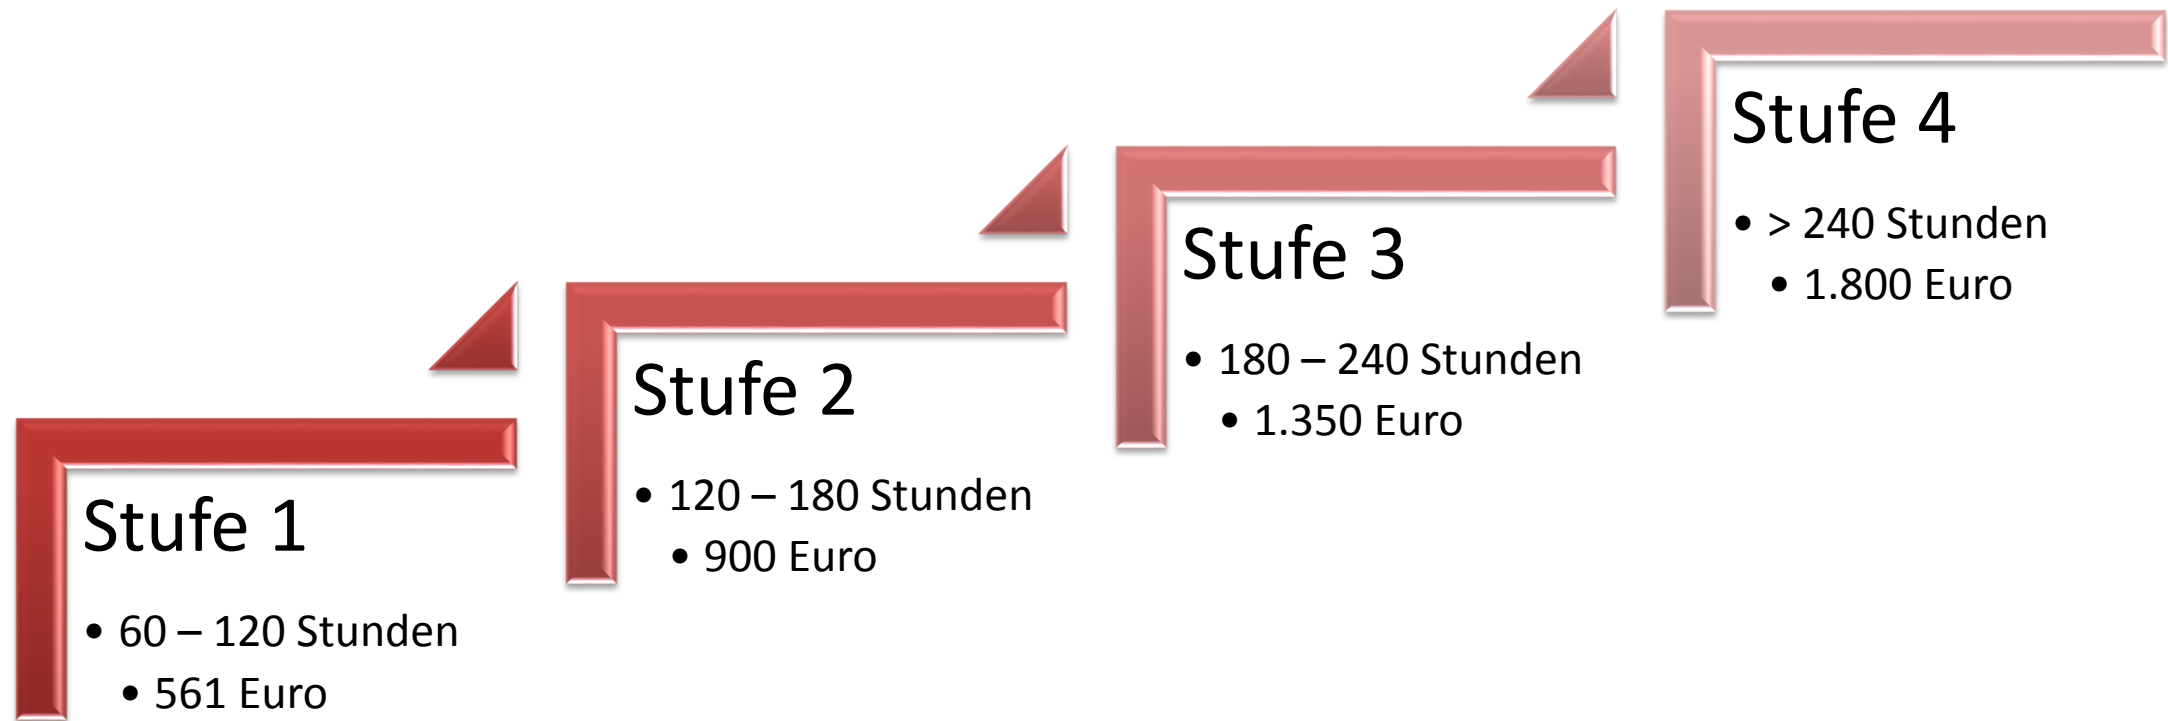 Stufe 1
• 60 – 120 Stunden
• 561 Euro
Stufe 2
• 120 – 180 Stunden
• 900 Euro
Stufe 3
• 180 – 240 Stunden
• 1.350 Euro
Stufe 4
• > 240 Stunden
• 1.800 Euro